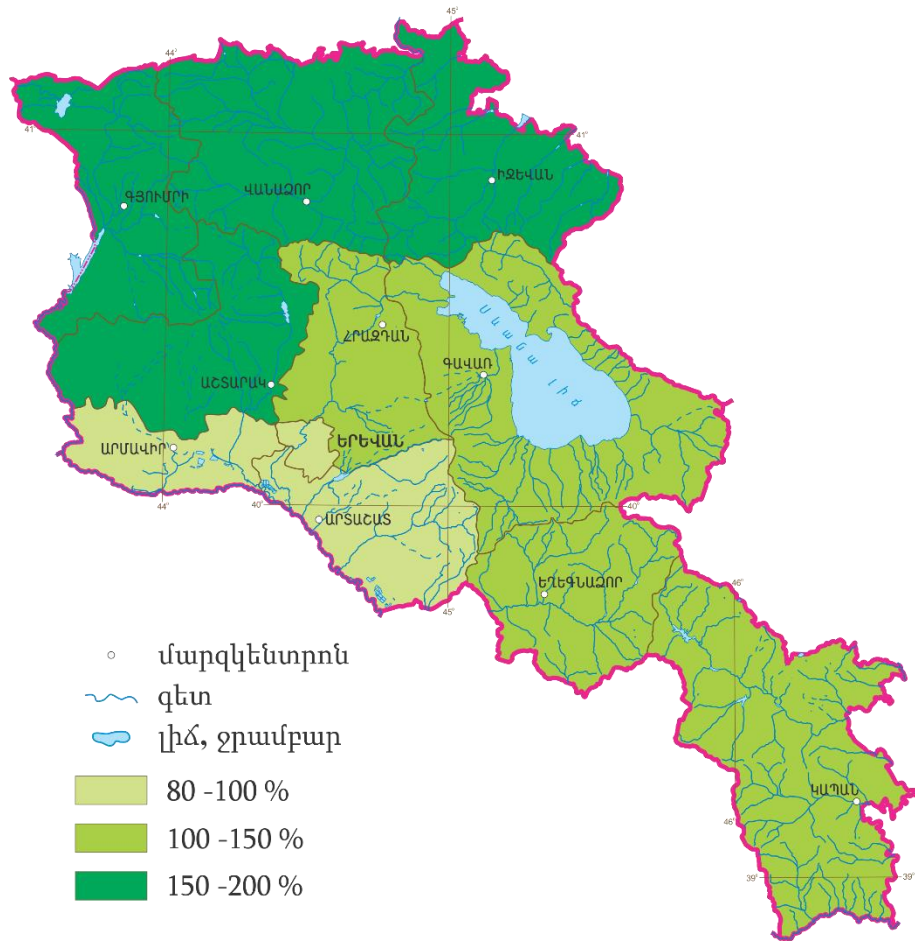 45°
44°
41°
41°
ԻՋԵՎԱՆ
ԳՅՈՒՄՐԻ
ՎԱՆԱՁՈՐ
Սևանա լիճ
ՀՐԱԶԴԱՆ
ԳԱՎԱՌ
ԱՇՏԱՐԱԿ
ԵՐԵՎԱՆ
ԱՐՄԱՎԻՐ
44°
40°
40°
ԱՐՏԱՇԱՏ
ԵՂԵԳՆԱՁՈՐ
46°
45°
մարզկենտրոն
գետ
լիճ, ջրամբար
80 -100 %
100 -150 %
150 -200 %
ԿԱՊԱՆ
46°
39°
39°